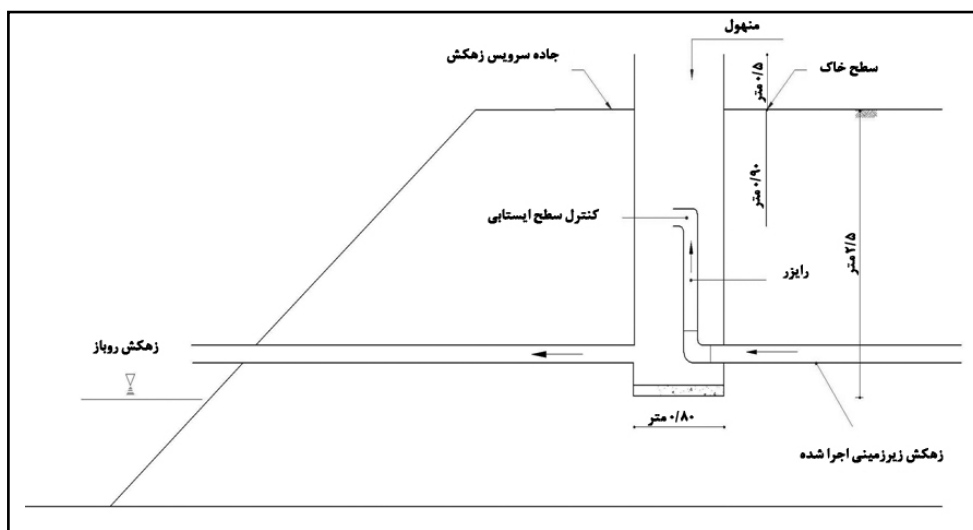 منهول
جاده سرویس زهکش
سطح خاک
۰/۵ متر
۰/۹۰ متر
۲/۵ متر
کنترل سطح ایستابی
رایزر
زهکش روباز
۰/۸۰ متر
زهکش زیرزمینی اجرا شده